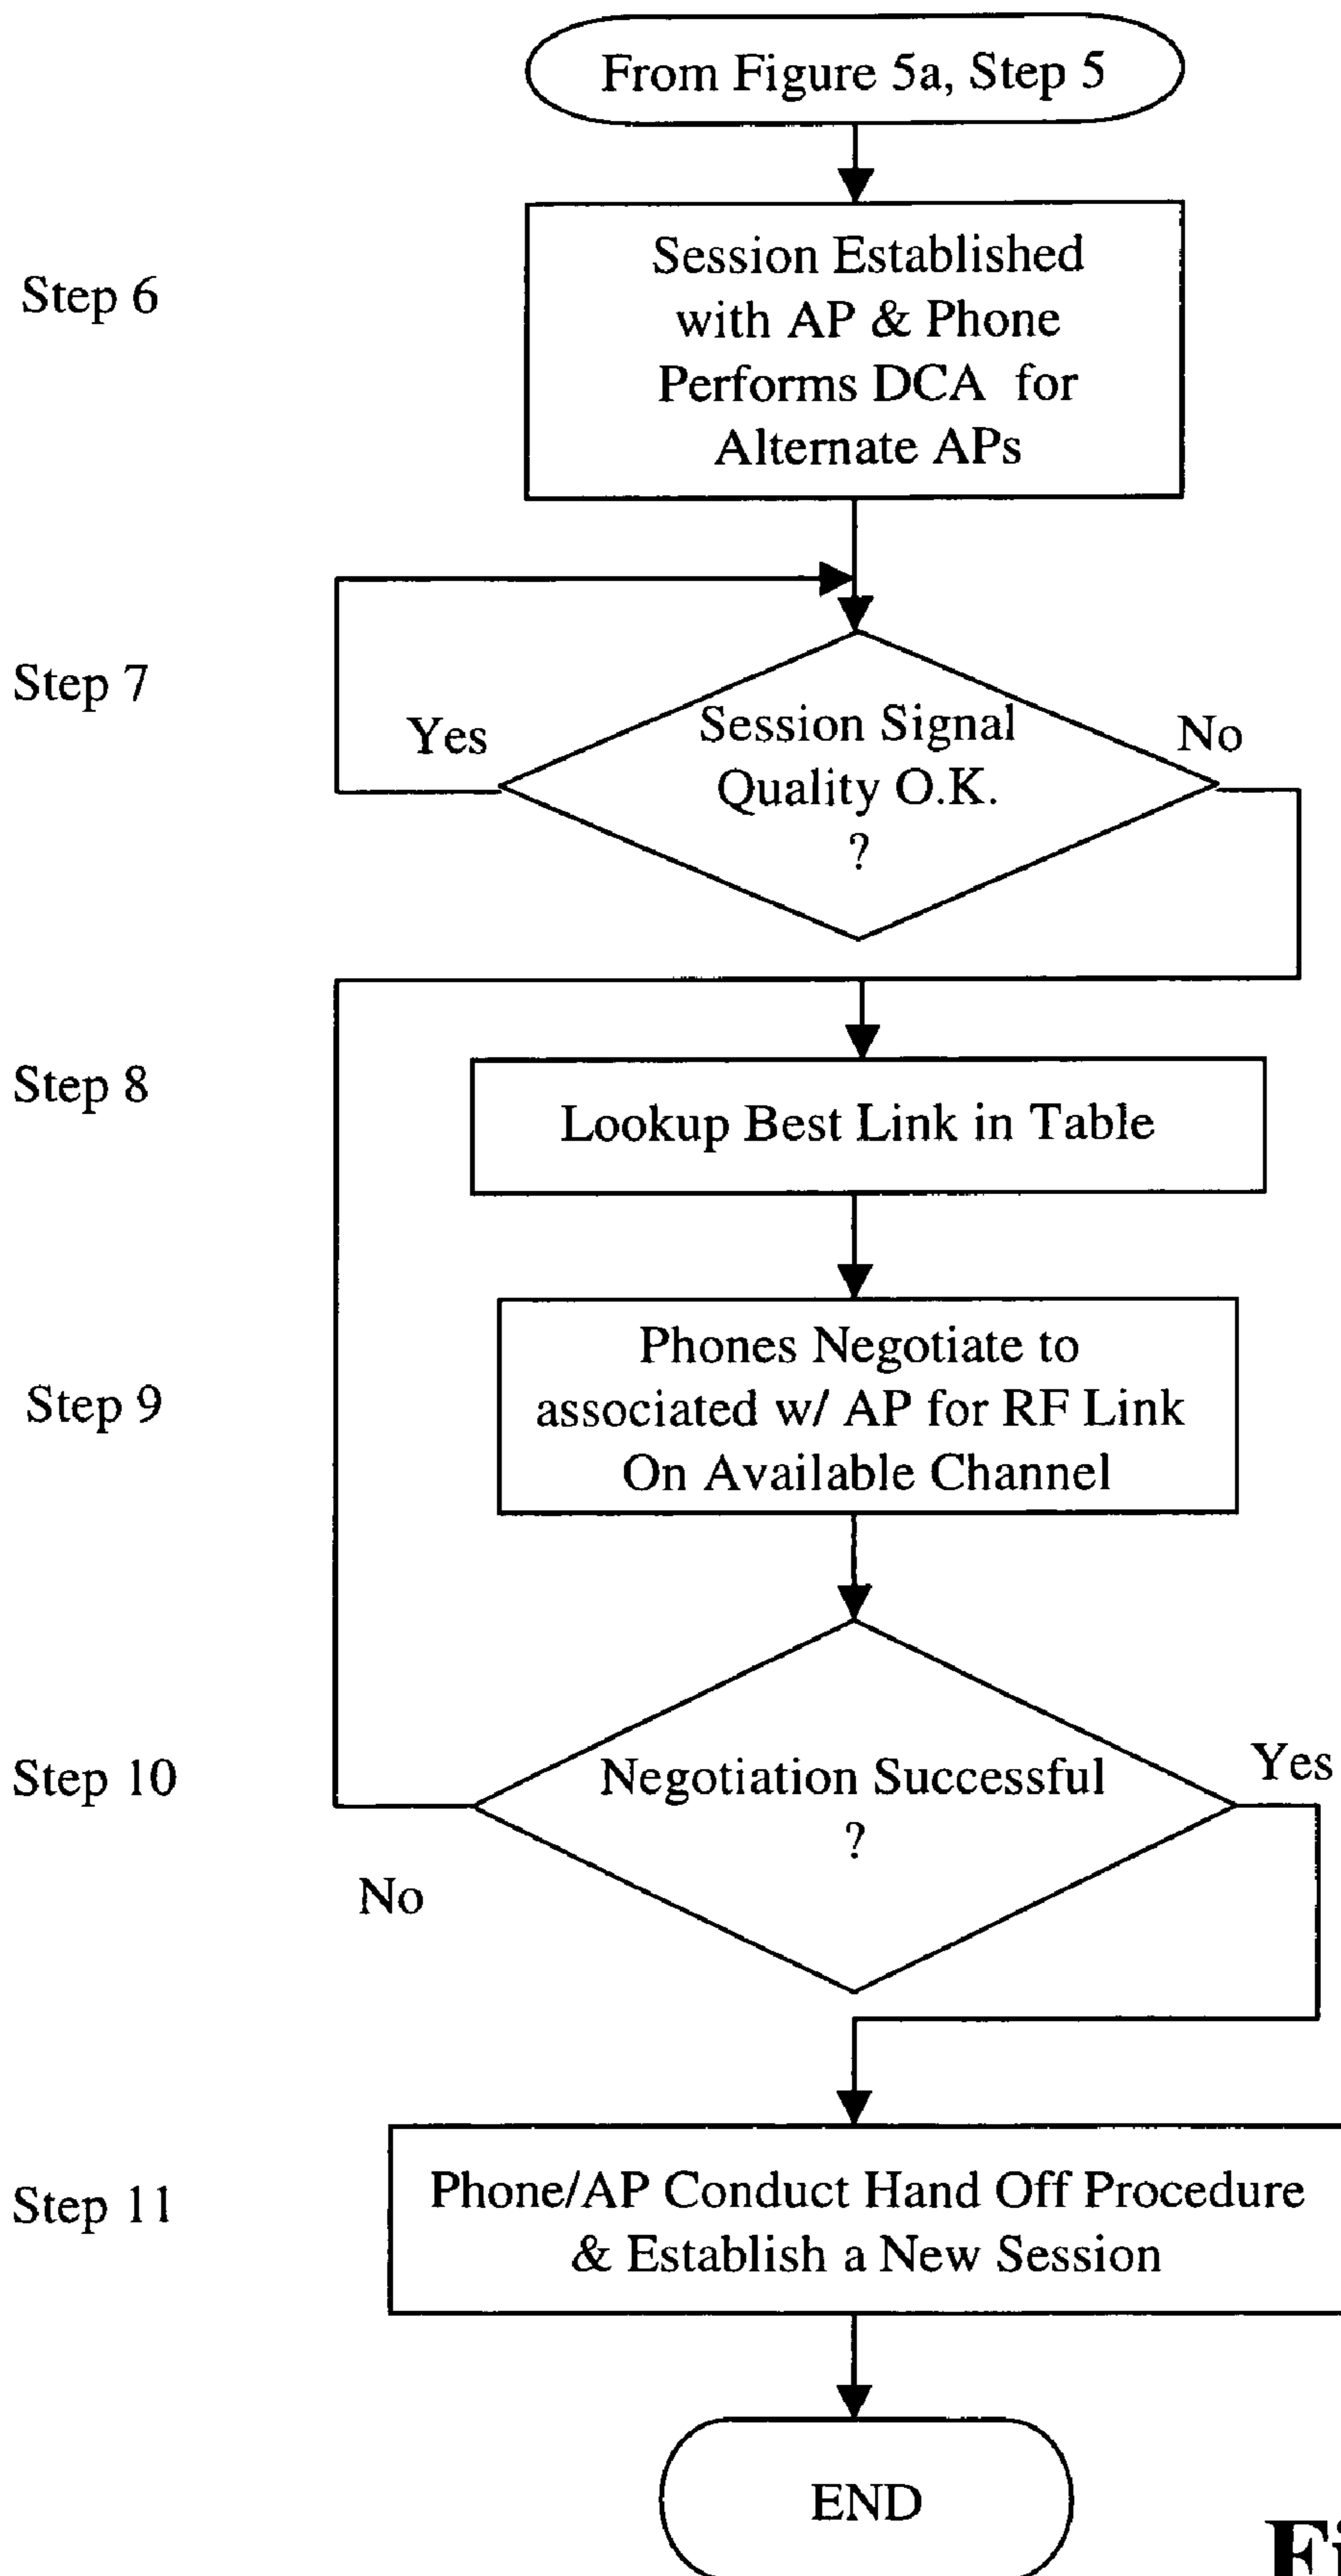 From Figure 5a, Step 5
Step 6
Session Established
with AP & Phone
Performs DCA for
Alternate APs
Step 7
Yes
Session Signal
Quality O.K.
?
No
Step 8
Lookup Best Link in Table
Step 9
Phones Negotiate to
associated w/ AP for RF Link
On Available Channel
Step 10
Negotiation Successful
?
Yes
No
Step 11
Phone/AP Conduct Hand Off Procedure
& Establish a New Session
END